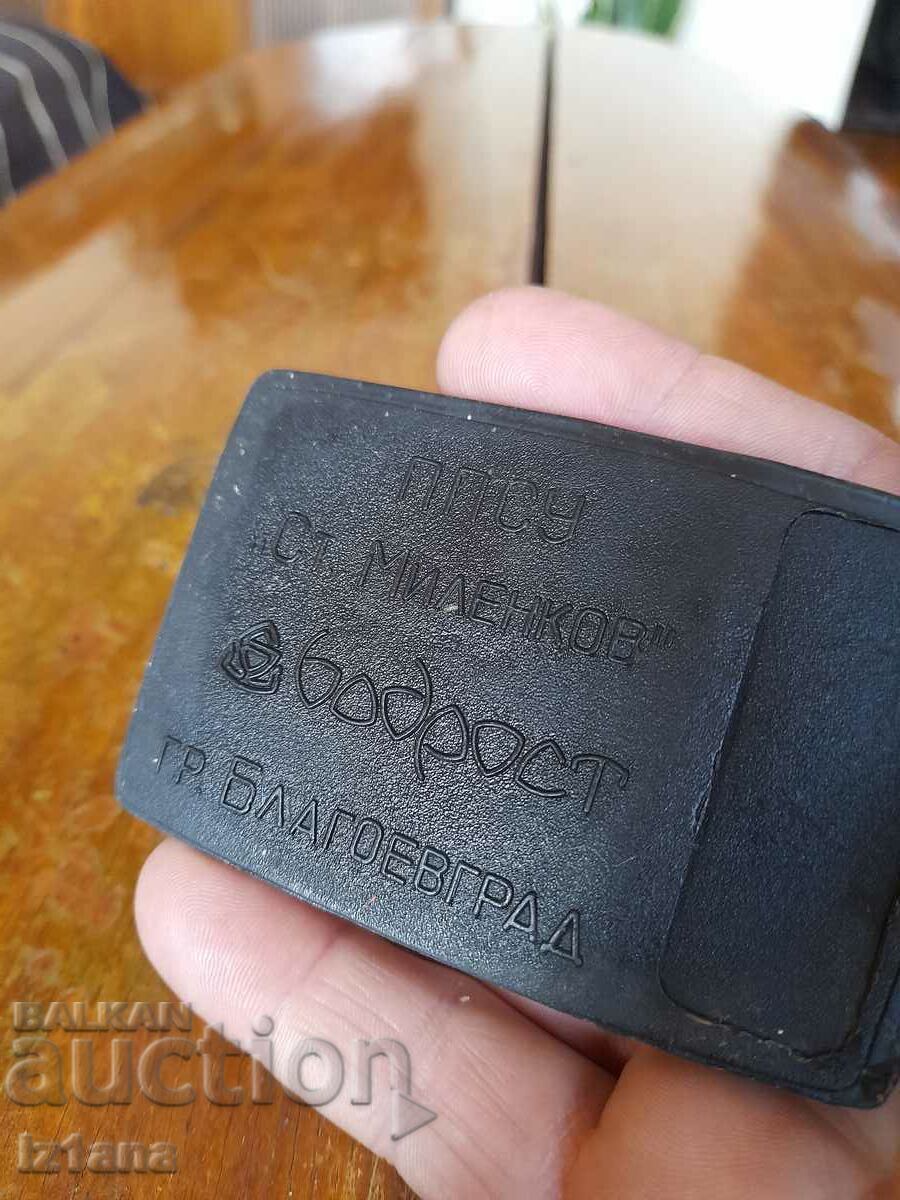 ППСУ
„Ст. Миленков"
бодрост
гр. Благоевград
BALKAN
auction
iz1ana